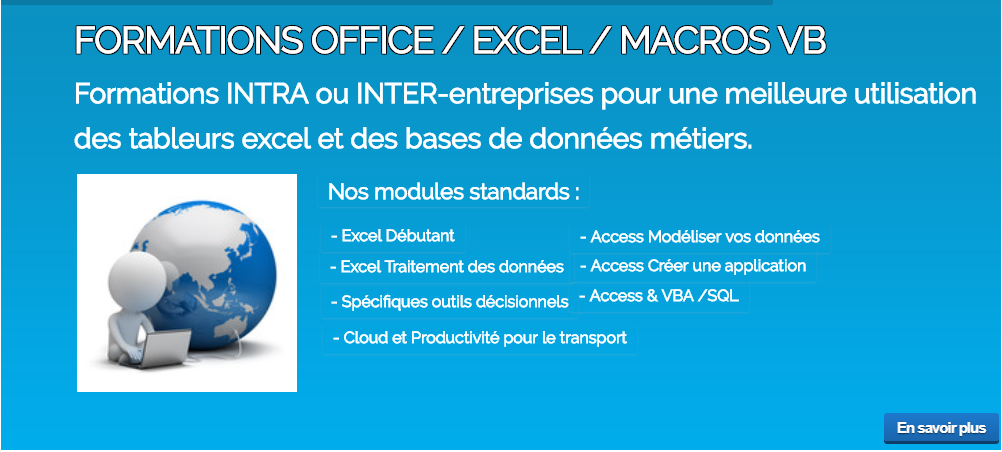 FORMATIONS OFFICE / EXCEL / MACROS VB
Formations INTRA ou INTER-entreprises pour une meilleure utilisation
des tableurs excel et des bases de données métiers.
Nos modules standards :
- Excel Débutant
- Excel Traitement des données
- Spécifiques outils décisionnels
- Cloud et Productivité pour le transport
- Access Modéliser vos données
- Access Créer une application
- Access & VBA /SQL
En savoir plus